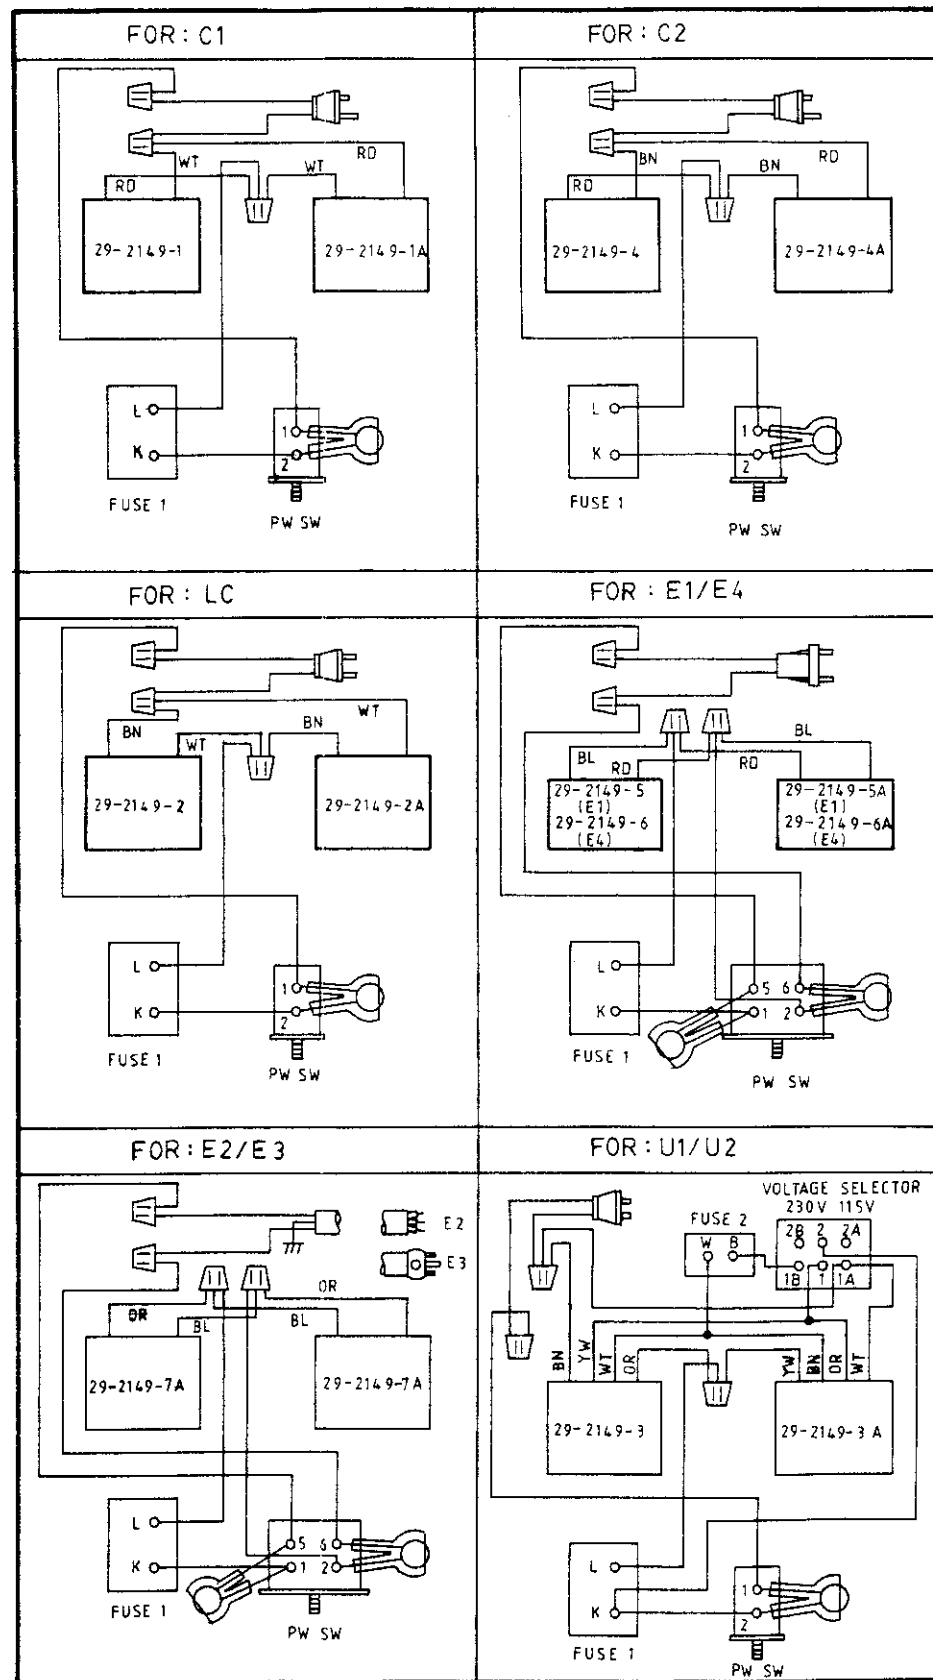 FOR: C1
WT
RD
RD
WT
29-2149-1
29-2149-1A
L
K
1
2
FUSE 1
PW SW
FOR: C2
BN
RD
RD
BN
29-2149-4
29-2149-4A
L
K
1
2
FUSE 1
PW SW
FOR: LC
WT
BN
WT
BN
29-2149-2
29-2149-2A
L
K
1
2
FUSE 1
PW SW
FOR: E1/E4
BL
BL
RD
RD
29-2149-5
(E1)
29-2149-6
(E4)
29-2149-5A
(E1)
29-2149-6A
(E4)
L
K
5 6
1 2
FUSE 1
PW SW
FOR: E2/E3
E2
E3
OR
OR
BL
BL
29-2149-7A
29-2149-7A
L
K
5 6
1 2
FUSE 1
PW SW
FOR: U1/U2
VOLTAGE SELECTOR
230V 115V
FUSE 2
2B 2 2A
W B
1B 1 1A
BN
YW
WT
OR
YW
BN
OR
WT
29-2149-3
29-2149-3A
L
K
1
2
FUSE 1
PW SW